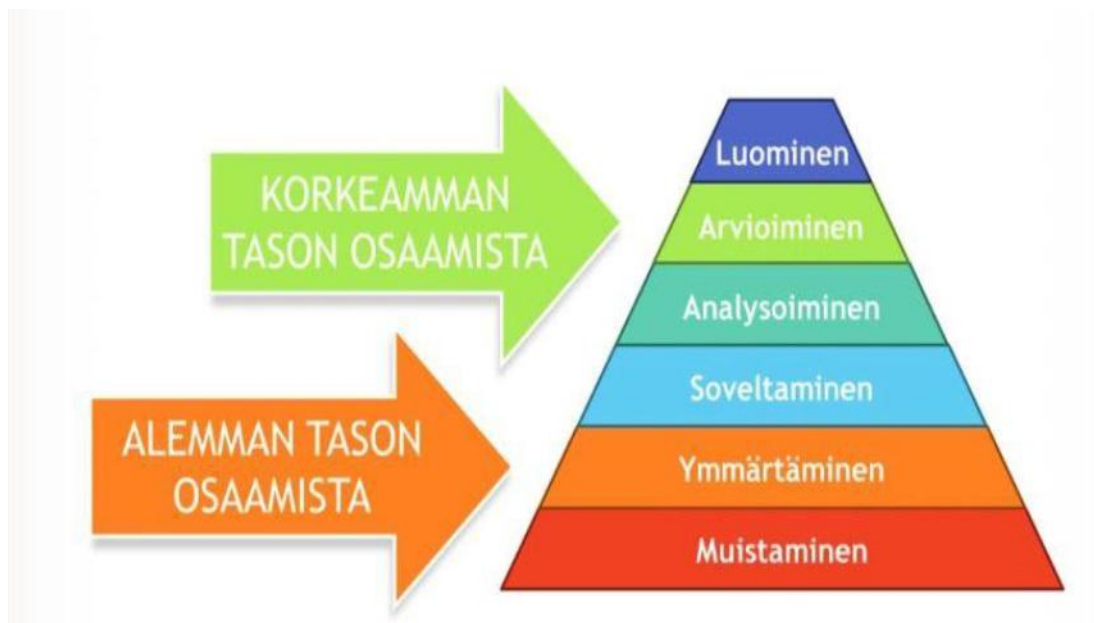 KORKEAMMAN
TASON OSAAMISTA
ALEMMAN TASON
OSAAMISTA
Luominen
Arvioiminen
Analysoiminen
Soveltaminen
Ymmärtäminen
Muistaminen